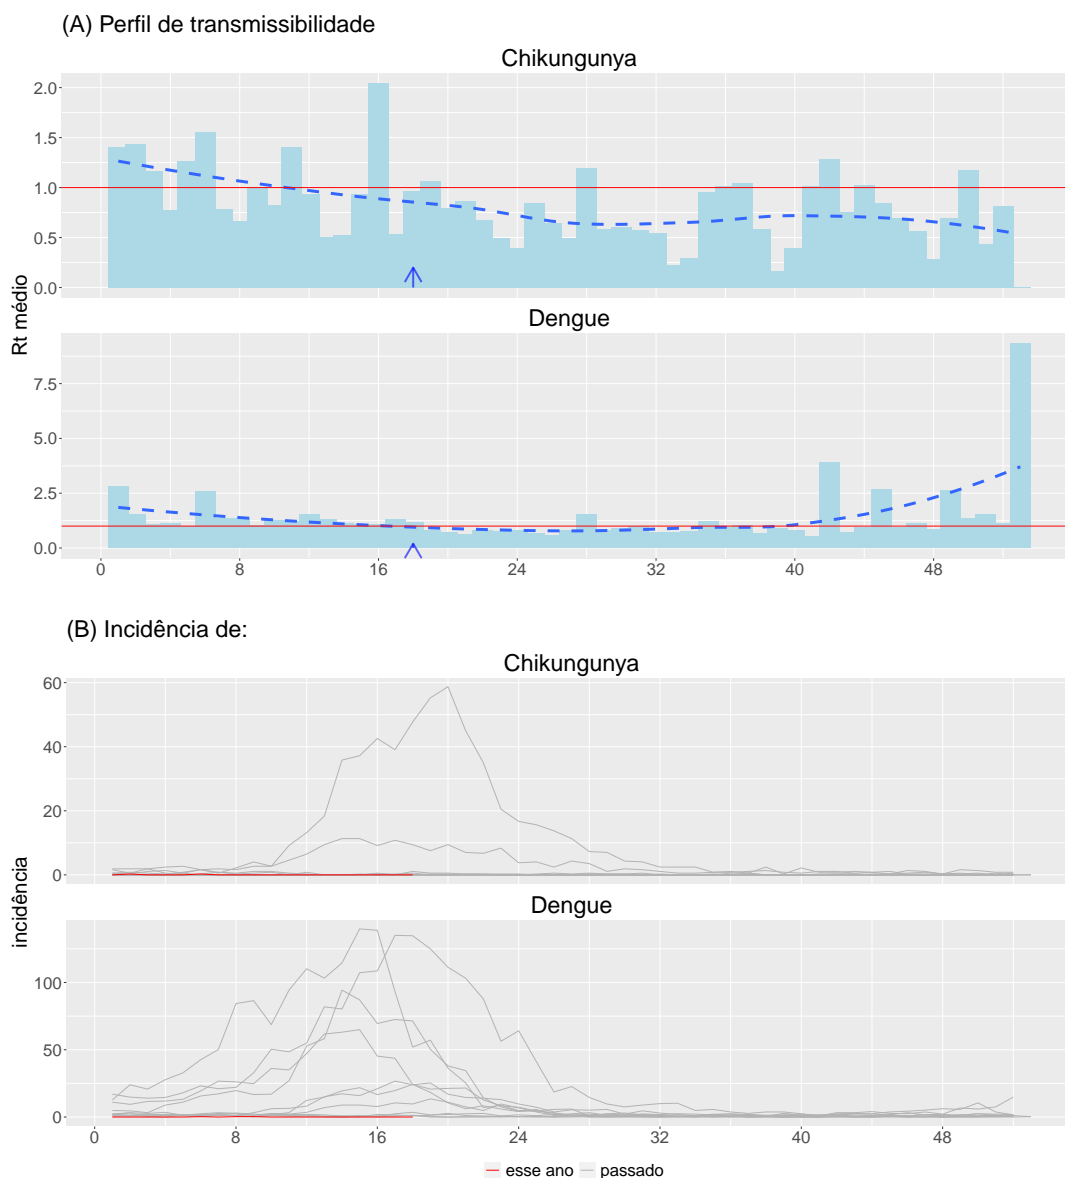 (A) Perfil de transmissibilidade
Chikungunya
2.0
1.5
1.0
0.5
0.0
Rt médio
Dengue
7.5
5.0
2.5
0.0
0 8 16 24 32 40 48
(B) Incidência de:
Chikungunya
60
40
20
0
incidência
Dengue
100
50
0
0 8 16 24 32 40 48
esse ano passado